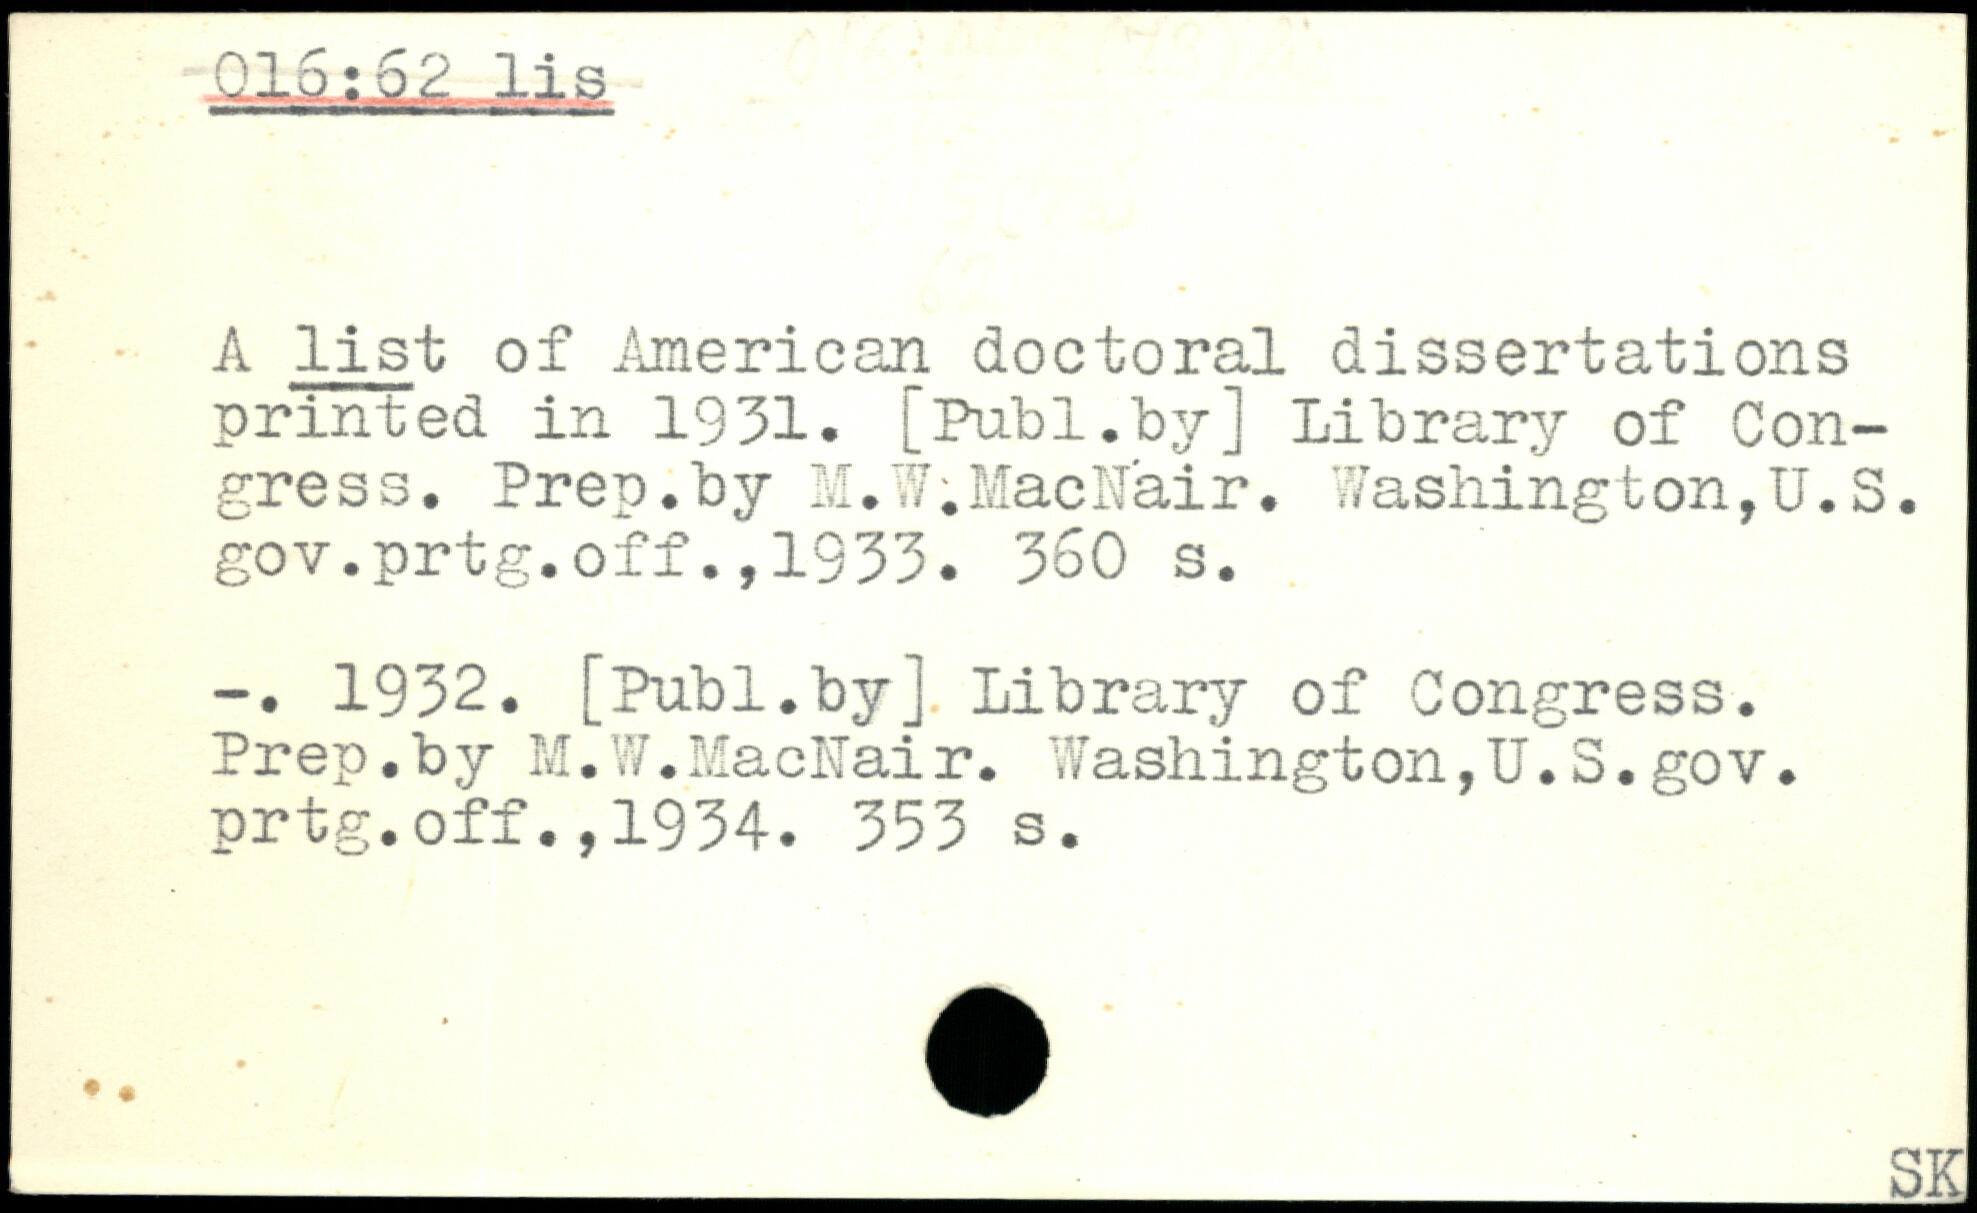 016:62 lis
A list of American doctoral dissertations
printed in 1931. [Publ.by] Library of Con-
gress. Prep.by M.W.MacNair. Washington,U.S.
gov.prtg.off.,1933. 360 s.
-. 1932. [Publ.by] Library of Congress.
Prep.by M.W.MacNair. Washington,U.S.gov.
prtg.off.,1934. 353 s.
SK